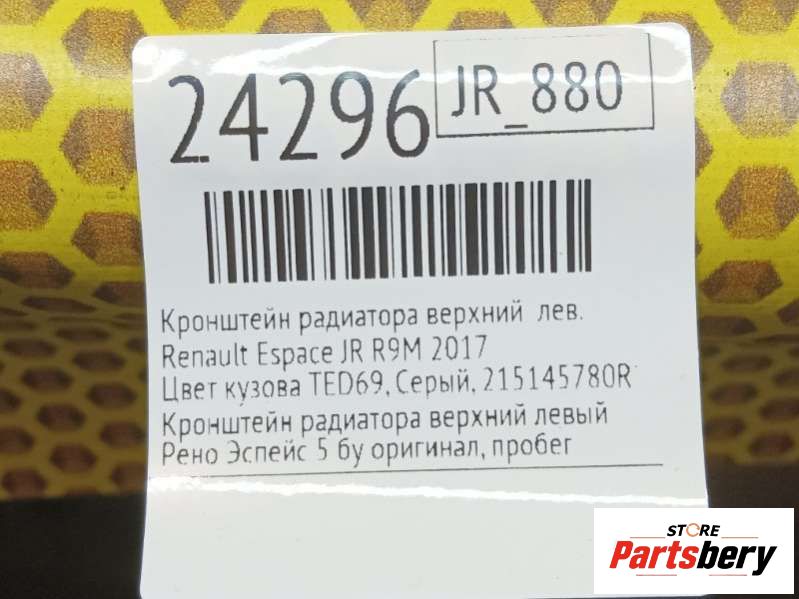 24296
JR_880
Кронштейн радиатора верхний лев.
Renault Espace JR R9M 2017
Цвет кузова TED69, Серый, 215145780R
Кронштейн радиатора верхний левый
Рено Эспейс 5 бу оригинал, пробег
STORE
Partsbery